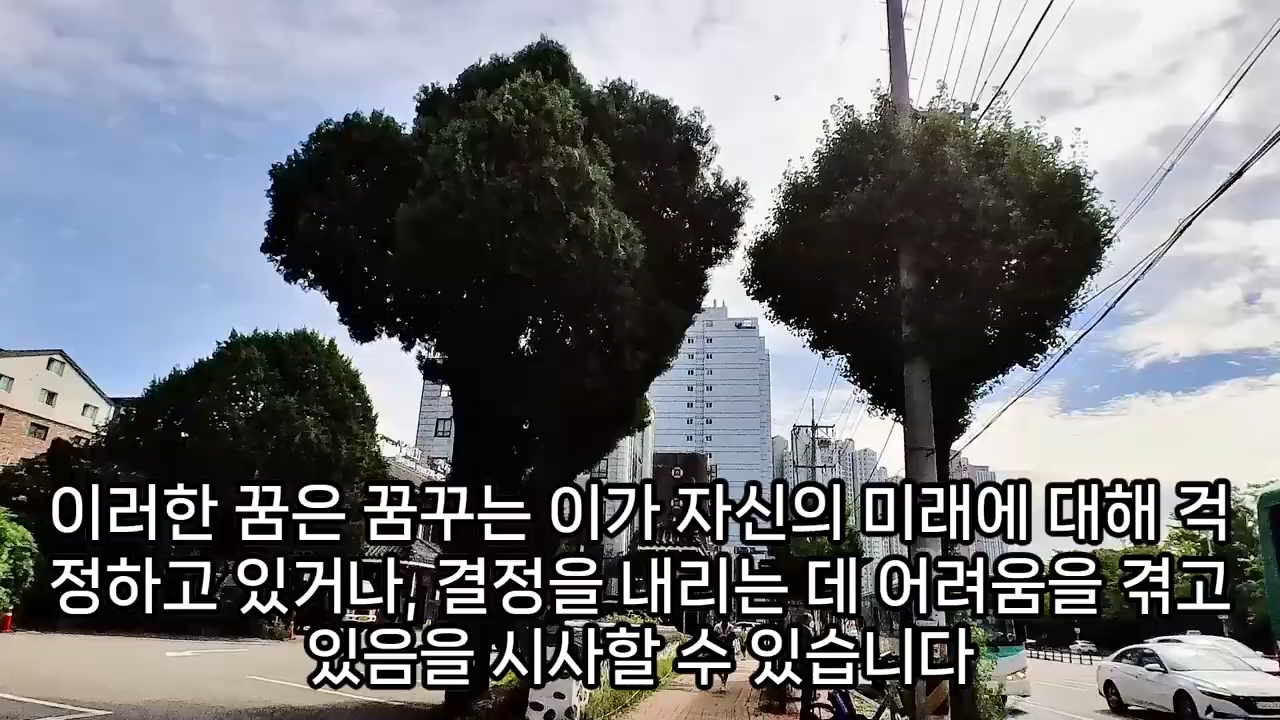 이러한 꿈은 꿈꾸는 이가 자신의 미래에 대해 걱
정하고 있거나, 결정을 내리는 데 어려움을 겪고
있음을 시사할 수 있습니다